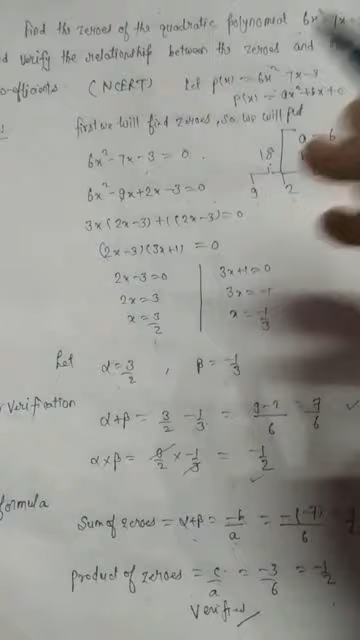 Find the zeroes of the quadratic polynomial 6x²-7x
verify the relationship between the zeroes and
(NCERT) Let p(x) = 6x²-7x-3
p(x) = ax²+bx+c
first we will find zeroes, so we will put
6x²-7x-3=0
a = 6
18
9 2
6x²-9x+2x-3=0
3x(2x-3)+1(2x-3)=0
(2x-3)(3x+1) = 0
2x-3=0 3x+1=0
2x=3 3x=-1
x=3/2 x=-1/3
Let α=3/2, β=-1/3
Verification α+β = 3/2 - 1/3 = 9-2/6 = 7/6
α×β = 3/2 × -1/3 = -1/2
formula
Sum of zeroes = α+β = -b/a = -(-7)/6
product of zeroes = c/a = -3/6 = -1/2
Verified